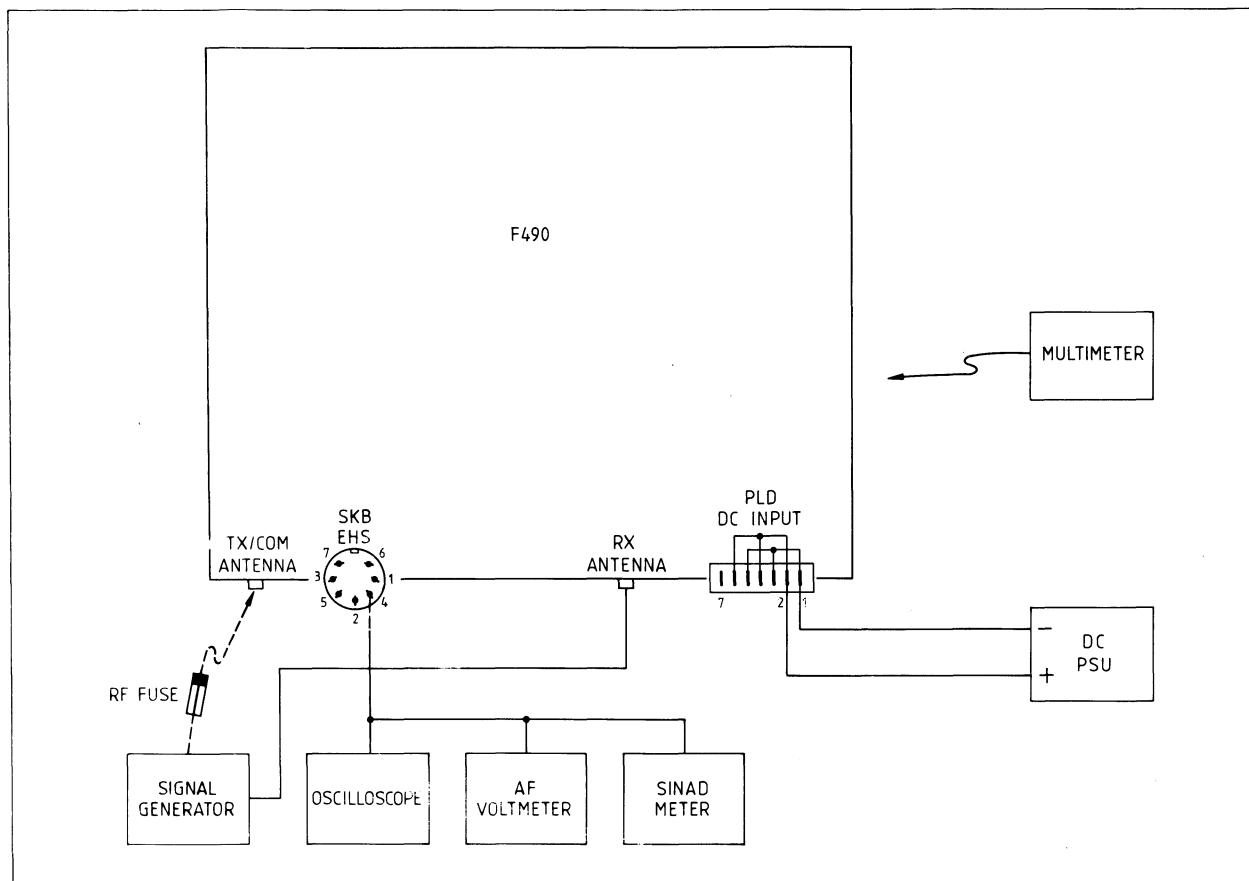 F490
MULTIMETER
PLD
DC INPUT
SKB
EHS
TX/COM
ANTENNA
7
6
3
1
5
4
2
RX
ANTENNA
7
2
1
RF FUSE
−
+
DC
PSU
SIGNAL
GENERATOR
OSCILLOSCOPE
AF
VOLTMETER
SINAD
METER